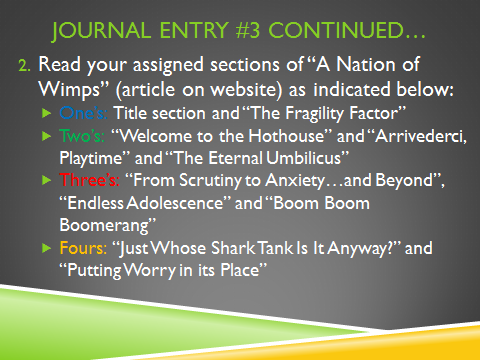 JOURNAL ENTRY #3 CONTINUED…
2. Read your assigned sections of “A Nation of
Wimps” (article on website) as indicated below:
One's: Title section and “The Fragility Factor”
Two's: “Welcome to the Hothouse” and “Arrivederci,
Playtime” and “The Eternal Umbilicus”
Three's: “From Scrutiny to Anxiety…and Beyond”,
“Endless Adolescence” and “Boom Boom
Boomerang”
Fours: “Just Whose Shark Tank Is It Anyway?” and
“Putting Worry in its Place”